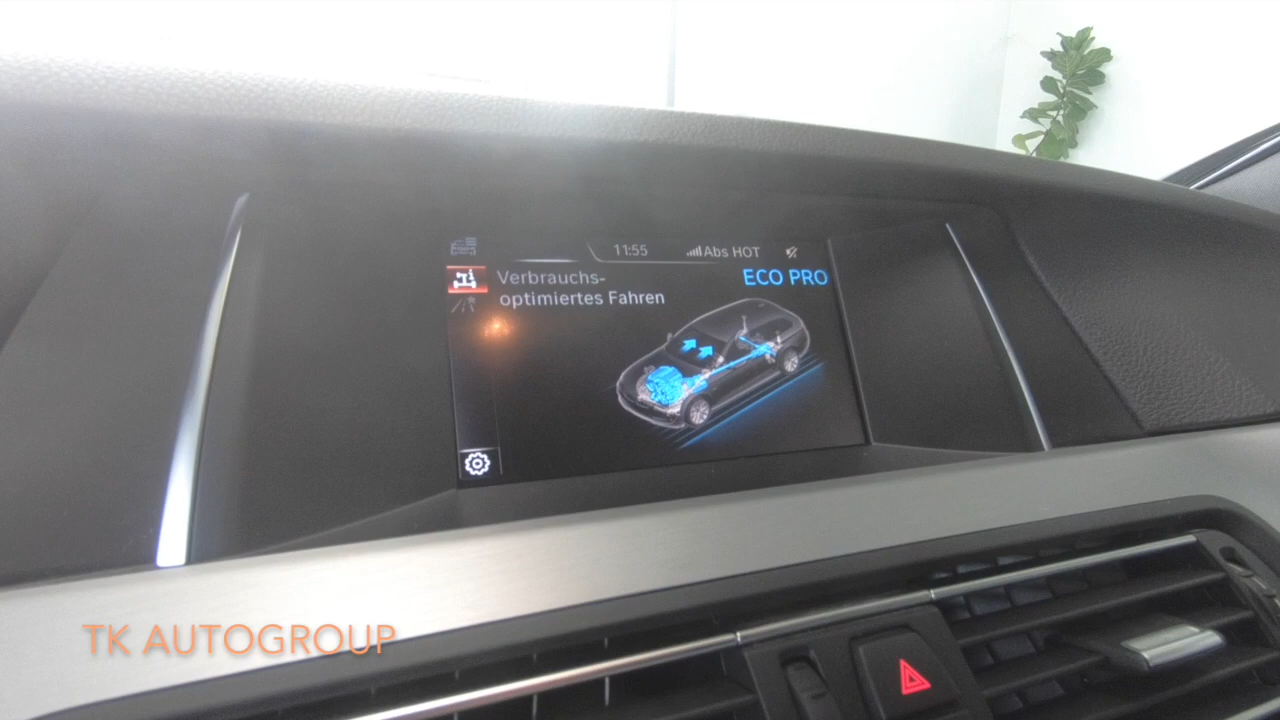 11:55
Abs HOT
Verbrauchs-
ECO PRO
optimiertes Fahren
TK AUTOGROUP